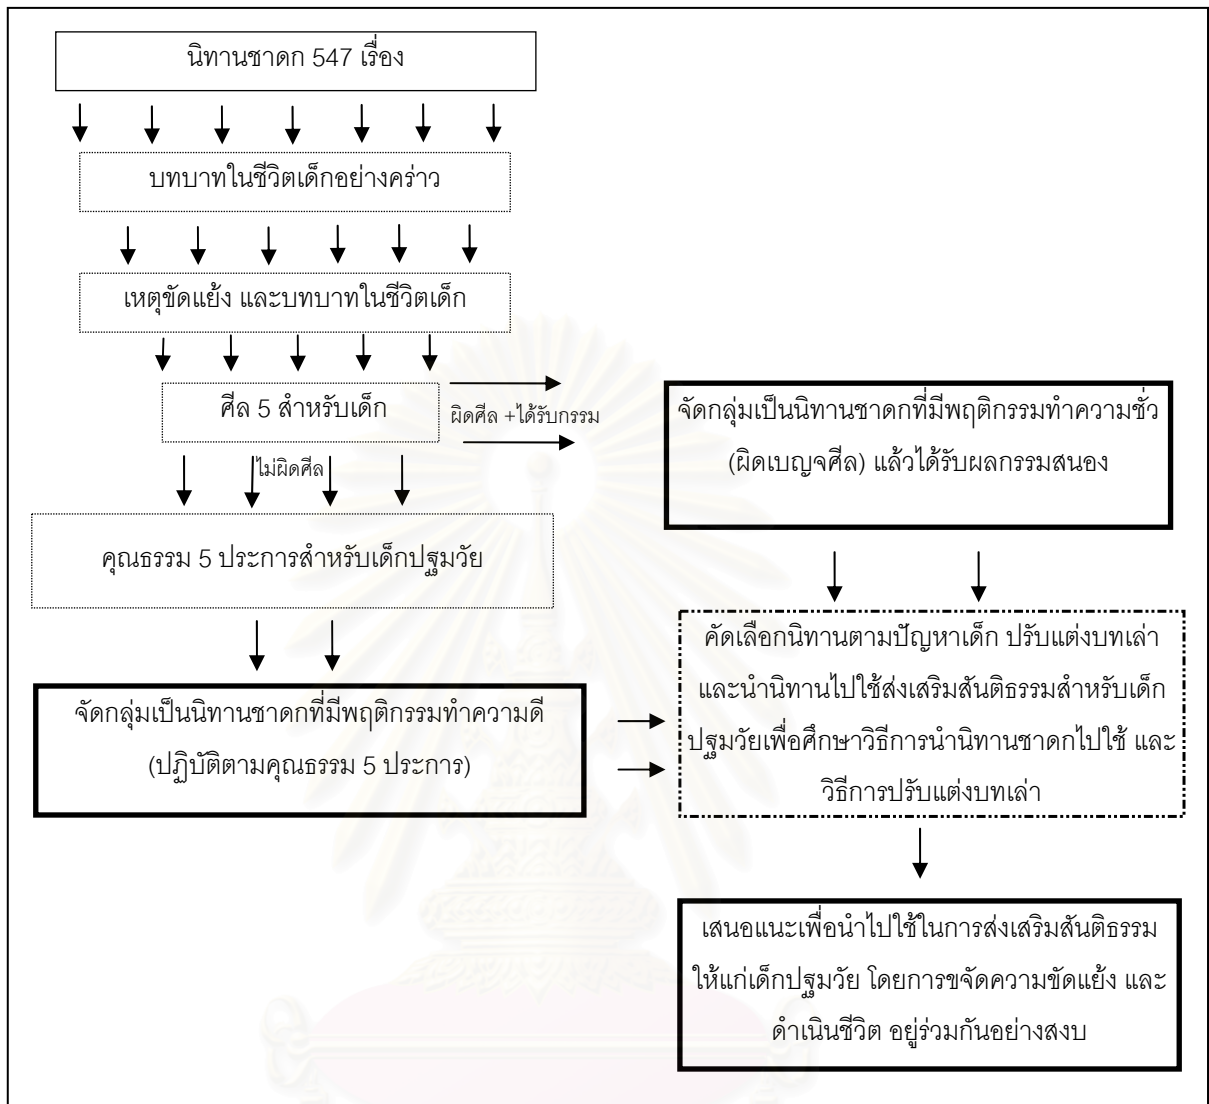 นิทานชาดก 547 เรื่อง
บทบาทในชีวิตเด็กอย่างคร่าว
เหตุขัดแย้ง และบทบาทในชีวิตเด็ก
ศีล 5 สำหรับเด็ก
ผิดศีล +ได้รับกรรม
ไม่ผิดศีล
คุณธรรม 5 ประการสำหรับเด็กปฐมวัย
จัดกลุ่มเป็นนิทานชาดกที่มีพฤติกรรมทำความดี
(ปฏิบัติตามคุณธรรม 5 ประการ)
จัดกลุ่มเป็นนิทานชาดกที่มีพฤติกรรมทำความชั่ว
(ผิดเบญจศีล) แล้วได้รับผลกรรมสนอง
คัดเลือกนิทานตามปัญหาเด็ก ปรับแต่งบทเล่า
และนำนิทานไปใช้ส่งเสริมสันติธรรมสำหรับเด็ก
ปฐมวัยเพื่อศึกษาวิธีการนำนิทานชาดกไปใช้ และ
วิธีการปรับแต่งบทเล่า
เสนอแนะเพื่อนำไปใช้ในการส่งเสริมสันติธรรม
ให้แก่เด็กปฐมวัย โดยการขจัดความขัดแย้ง และ
ดำเนินชีวิต อยู่ร่วมกันอย่างสงบ